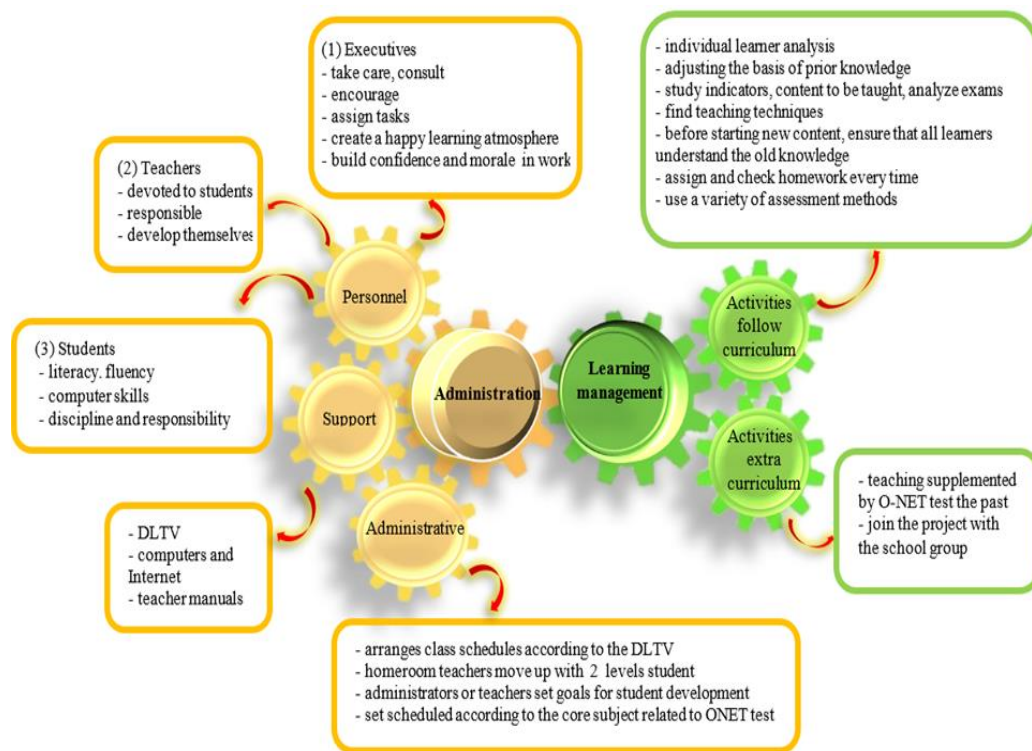 (1) Executives
- take care, consult
- encourage
- assign tasks
- create a happy learning atmosphere
- build confidence and morale in work
- individual learner analysis
- adjusting the basis of prior knowledge
- study indicators, content to be taught, analyze exams
- find teaching techniques
- before starting new content, ensure that all learners
understand the old knowledge
- assign and check homework every time
- use a variety of assessment methods
(2) Teachers
- devoted to students
- responsible
- develop themselves
(3) Students
- literacy. fluency
- computer skills
- discipline and responsibility
Personnel
Support
Administrative
Administration
Learning
management
Activities
follow
curriculum
Activities
extra
curriculum
- DLTV
- computers and
Internet
- teacher manuals
- teaching supplemented
by O-NET test the past
- join the project with
the school group
- arranges class schedules according to the DLTV
- homeroom teachers move up with 2 levels student
- administrators or teachers set goals for student development
- set scheduled according to the core subject related to ONET test